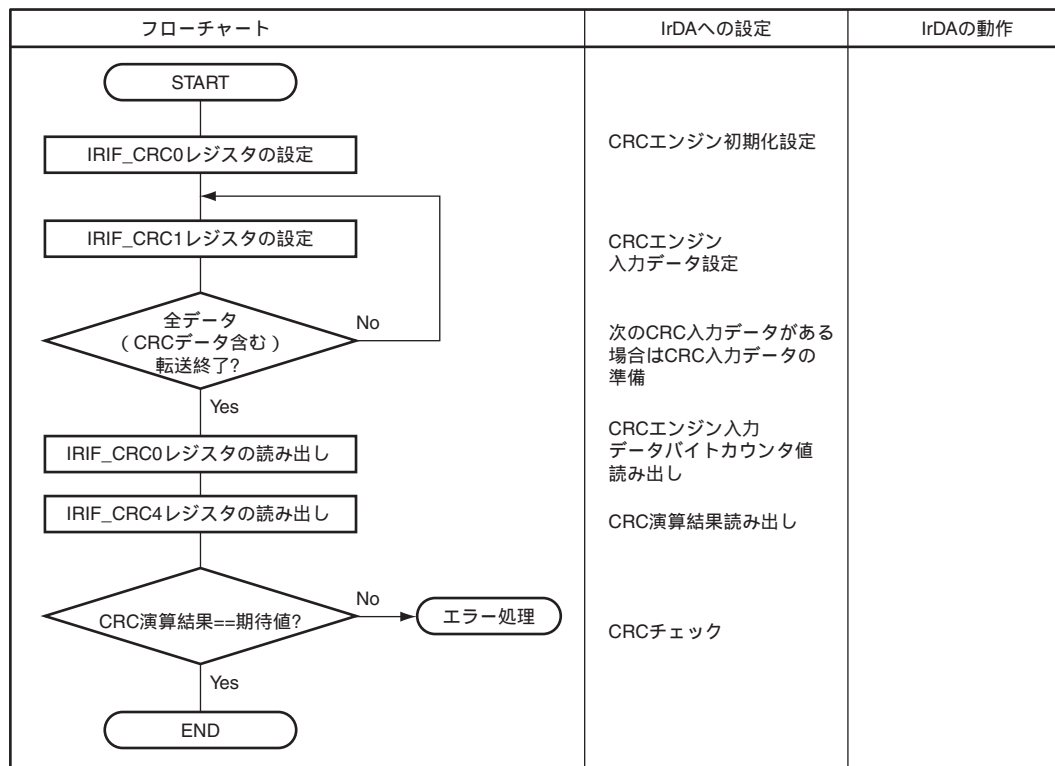 フローチャート
IrDAへの設定
IrDAの動作
START
IRIF_CRC0レジスタの設定
CRCエンジン初期化設定
IRIF_CRC1レジスタの設定
CRCエンジン
入力データ設定
全データ
（CRCデータ含む）
転送終了?
No
次のCRC入力データがある
場合はCRC入力データの
準備
Yes
IRIF_CRC0レジスタの読み出し
CRCエンジン入力
データバイトカウンタ値
読み出し
IRIF_CRC4レジスタの読み出し
CRC演算結果読み出し
CRC演算結果==期待値?
No
エラー処理
CRCチェック
Yes
END